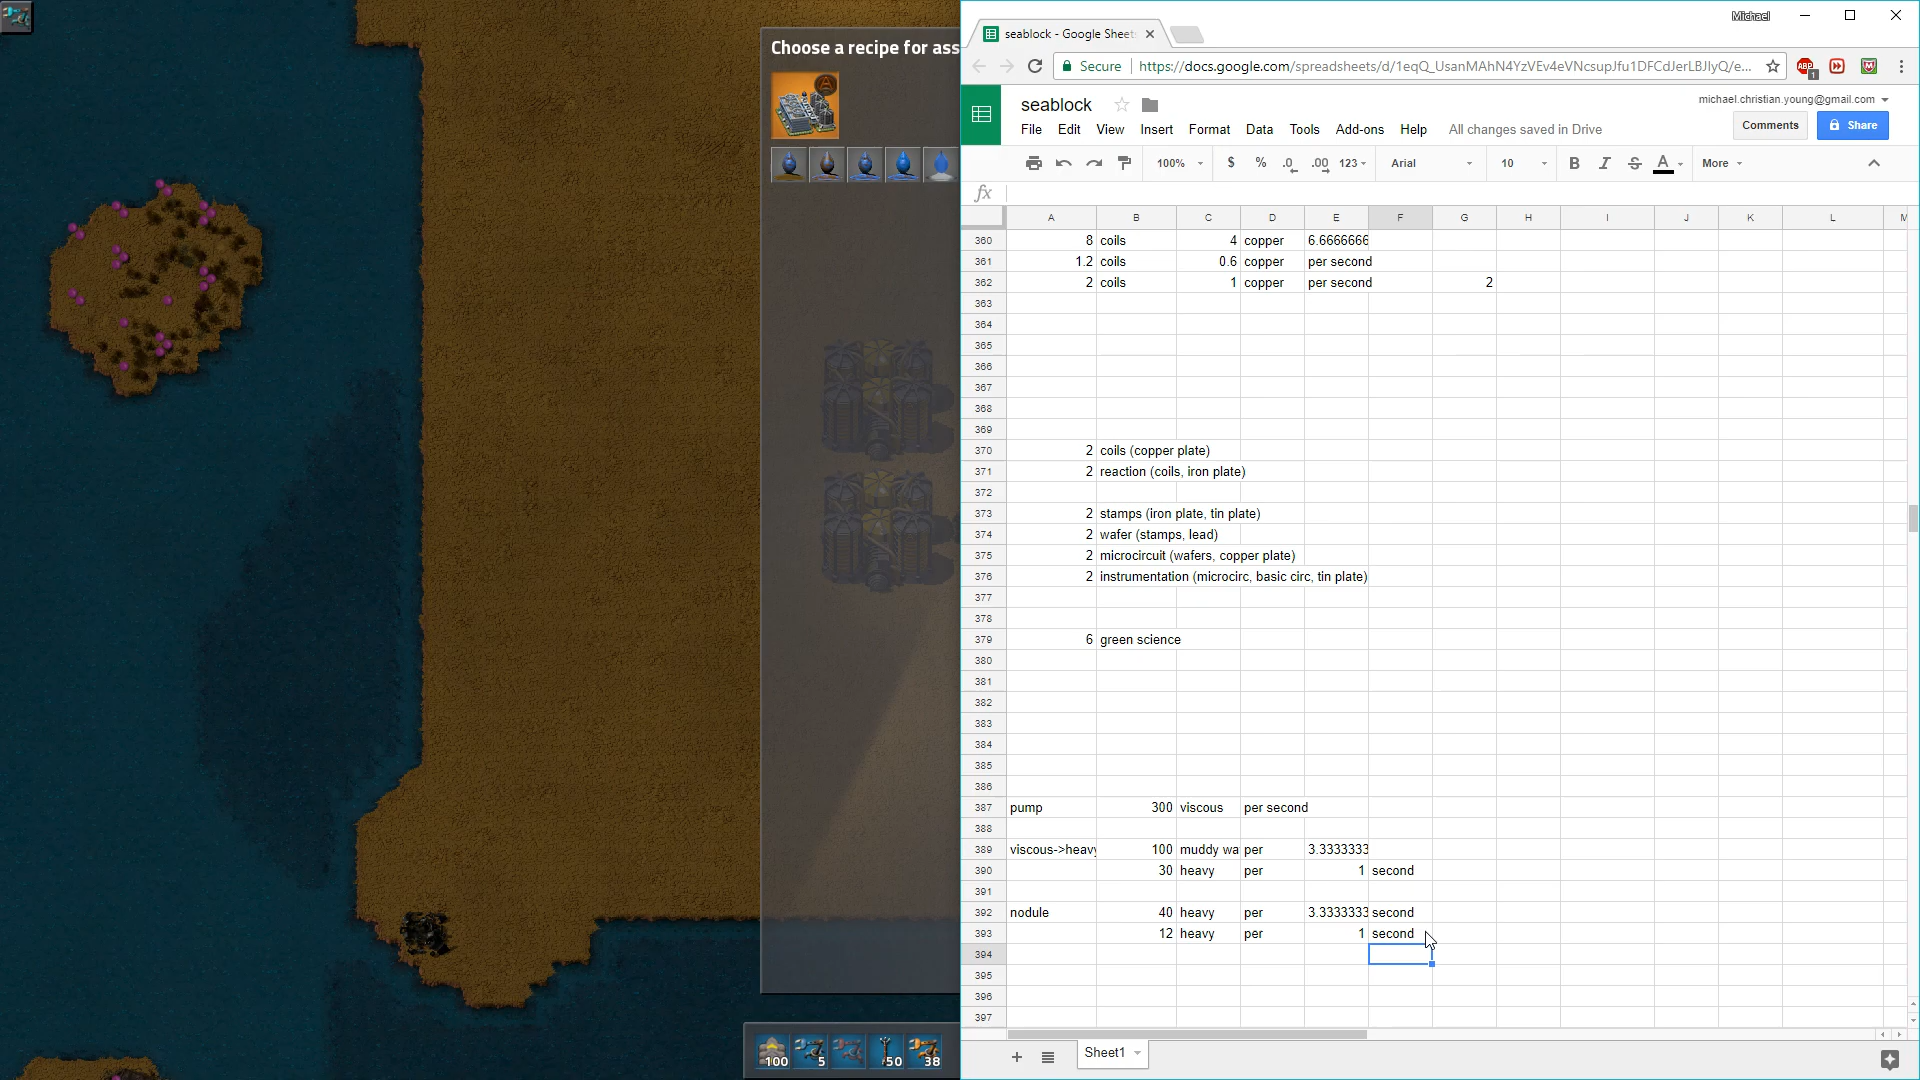 Choose a recipe for ass
100
5
50
38
Michael
seablock - Google Sheets
Secure
https://docs.google.com/spreadsheets/d/1eqQ_UsanMAhN4YzVEv4eVNcsupJfu1DFCdJerLBJlyQ/e...
ABP
1
seablock
michael.christian.young@gmail.com
File Edit View Insert Format Data Tools Add-ons Help All changes saved in Drive
Comments
Share
100% $ % .0 .00 123 Arial 10 B I S A More
fx
A B C D E F G H I J K L M
360 8 coils 4 copper 6.6666666
361 1.2 coils 0.6 copper per second
362 2 coils 1 copper per second 2
363
364
365
366
367
368
369
370 2 coils (copper plate)
371 2 reaction (coils, iron plate)
372
373 2 stamps (iron plate, tin plate)
374 2 wafer (stamps, lead)
375 2 microcircuit (wafers, copper plate)
376 2 instrumentation (microcirc, basic circ, tin plate)
377
378
379 6 green science
380
381
382
383
384
385
386
387 pump 300 viscous per second
388
389 viscous->heavy 100 muddy wa per 3.3333333
390 30 heavy per 1 second
391
392 nodule 40 heavy per 3.3333333 second
393 12 heavy per 1 second
394
395
396
397
Sheet1